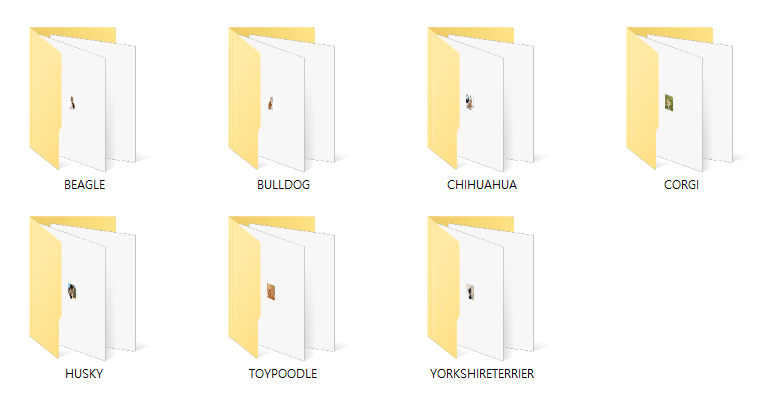 BEAGLE
BULLDOG
CHIHUAHUA
CORGI
HUSKY
TOYPOODLE
YORKSHIRETERRIER